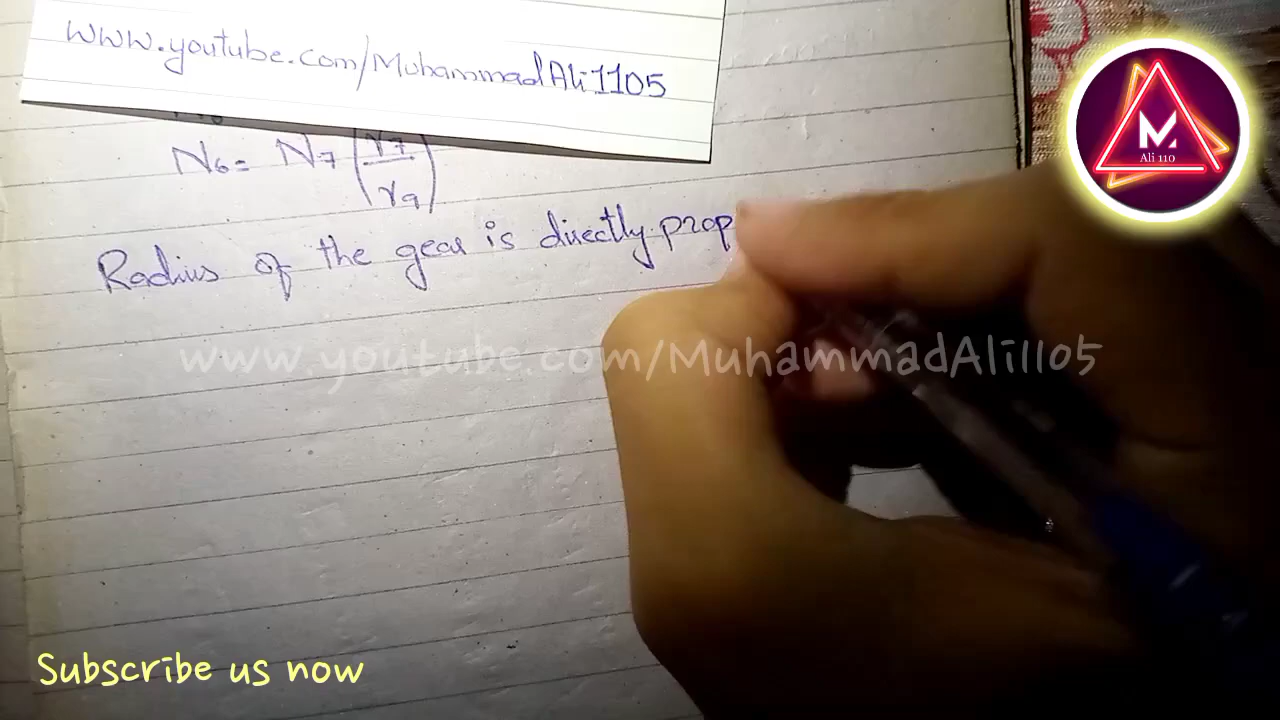 www.youtube.com/MuhammadAli1105
M
Ali 110
N6 = N7 (r7/r9)
Radius of the gear is directly prop
www.youtube.com/MuhammadAli1105
Subscribe us now